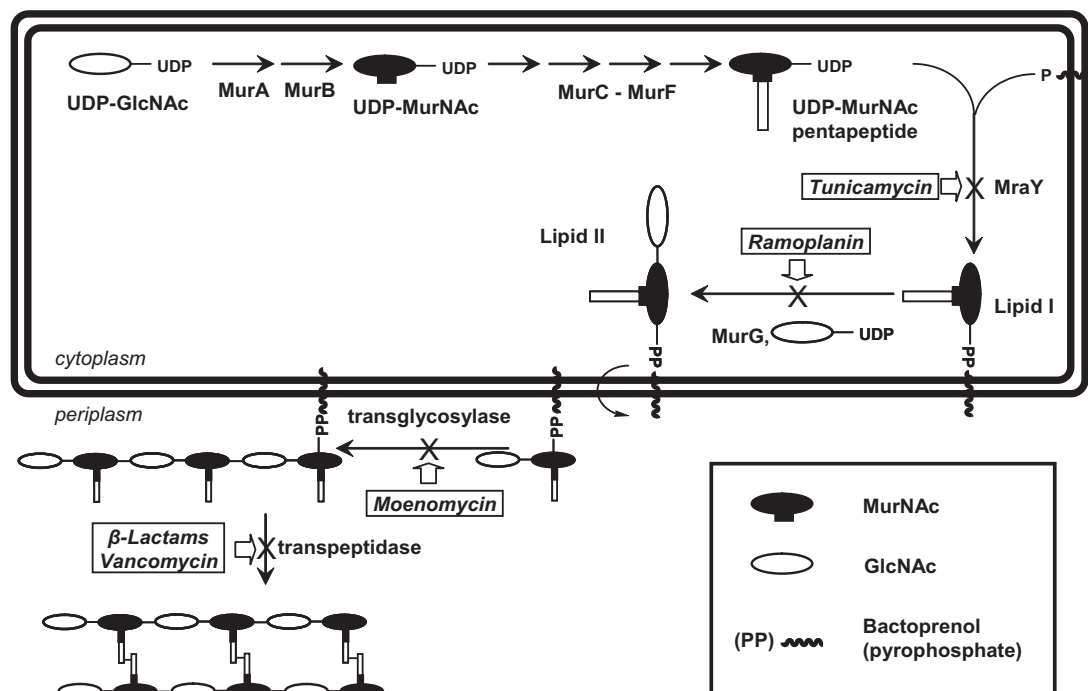 UDP
UDP-GlcNAc
MurA MurB
UDP
UDP-MurNAc
MurC - MurF
UDP
UDP-MurNAc
pentapeptide
P
Tunicamycin
X
MraY
Lipid II
Ramoplanin
X
MurG,
UDP
Lipid I
PP
PP
cytoplasm
periplasm
PP
transglycosylase
X
PP
Moenomycin
β-Lactams
Vancomycin
X
transpeptidase
MurNAc
GlcNAc
(PP)
Bactoprenol
(pyrophosphate)